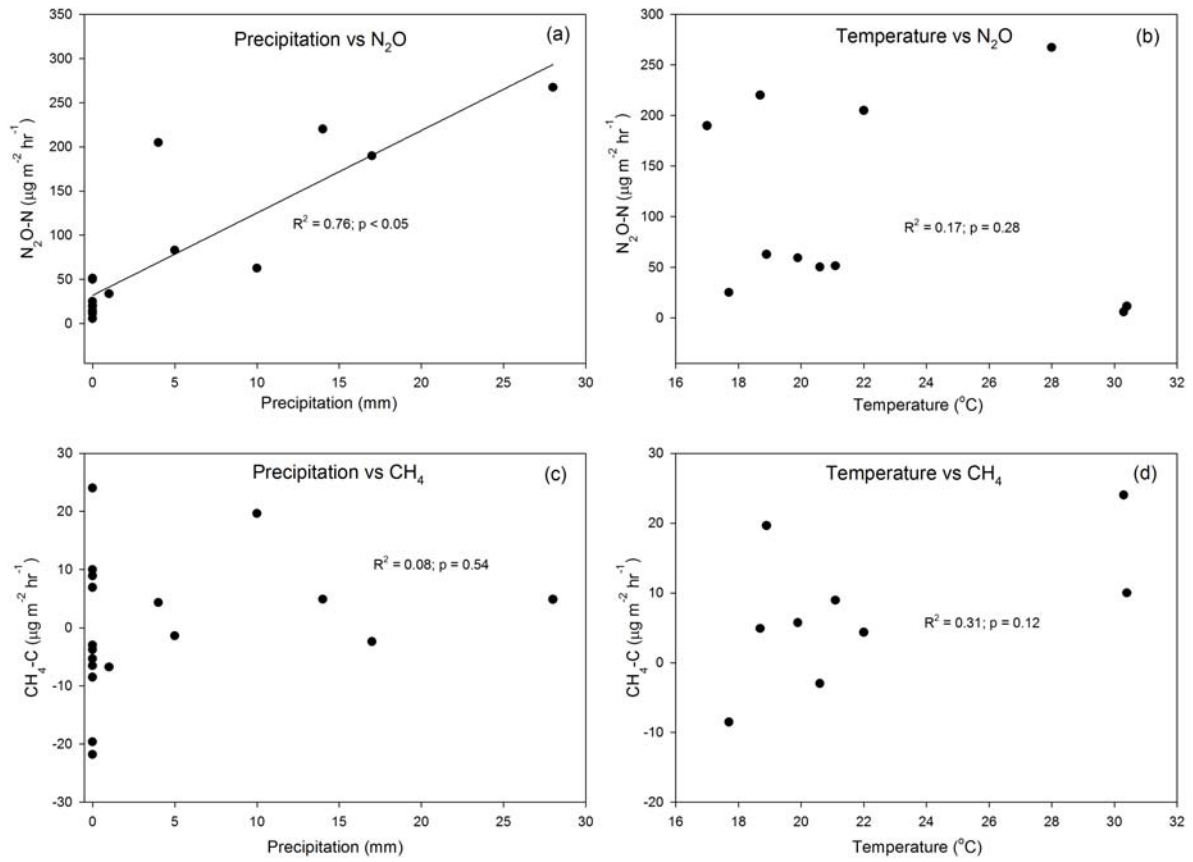 Precipitation vs N₂O
(a)
N₂O-N (µg m⁻² hr⁻¹)
350
300
250
200
150
100
50
0
R² = 0.76; p < 0.05
0 5 10 15 20 25 30
Precipitation (mm)
Temperature vs N₂O
(b)
N₂O-N (µg m⁻² hr⁻¹)
300
250
200
150
100
50
0
R² = 0.17; p = 0.28
16 18 20 22 24 26 28 30 32
Temperature (°C)
Precipitation vs CH₄
(c)
CH₄-C (µg m⁻² hr⁻¹)
30
20
10
0
-10
-20
-30
R² = 0.08; p = 0.54
0 5 10 15 20 25 30
Precipitation (mm)
Temperature vs CH₄
(d)
CH₄-C (µg m⁻² hr⁻¹)
30
20
10
0
-10
-20
R² = 0.31; p = 0.12
16 18 20 22 24 26 28 30 32
Temperature (°C)